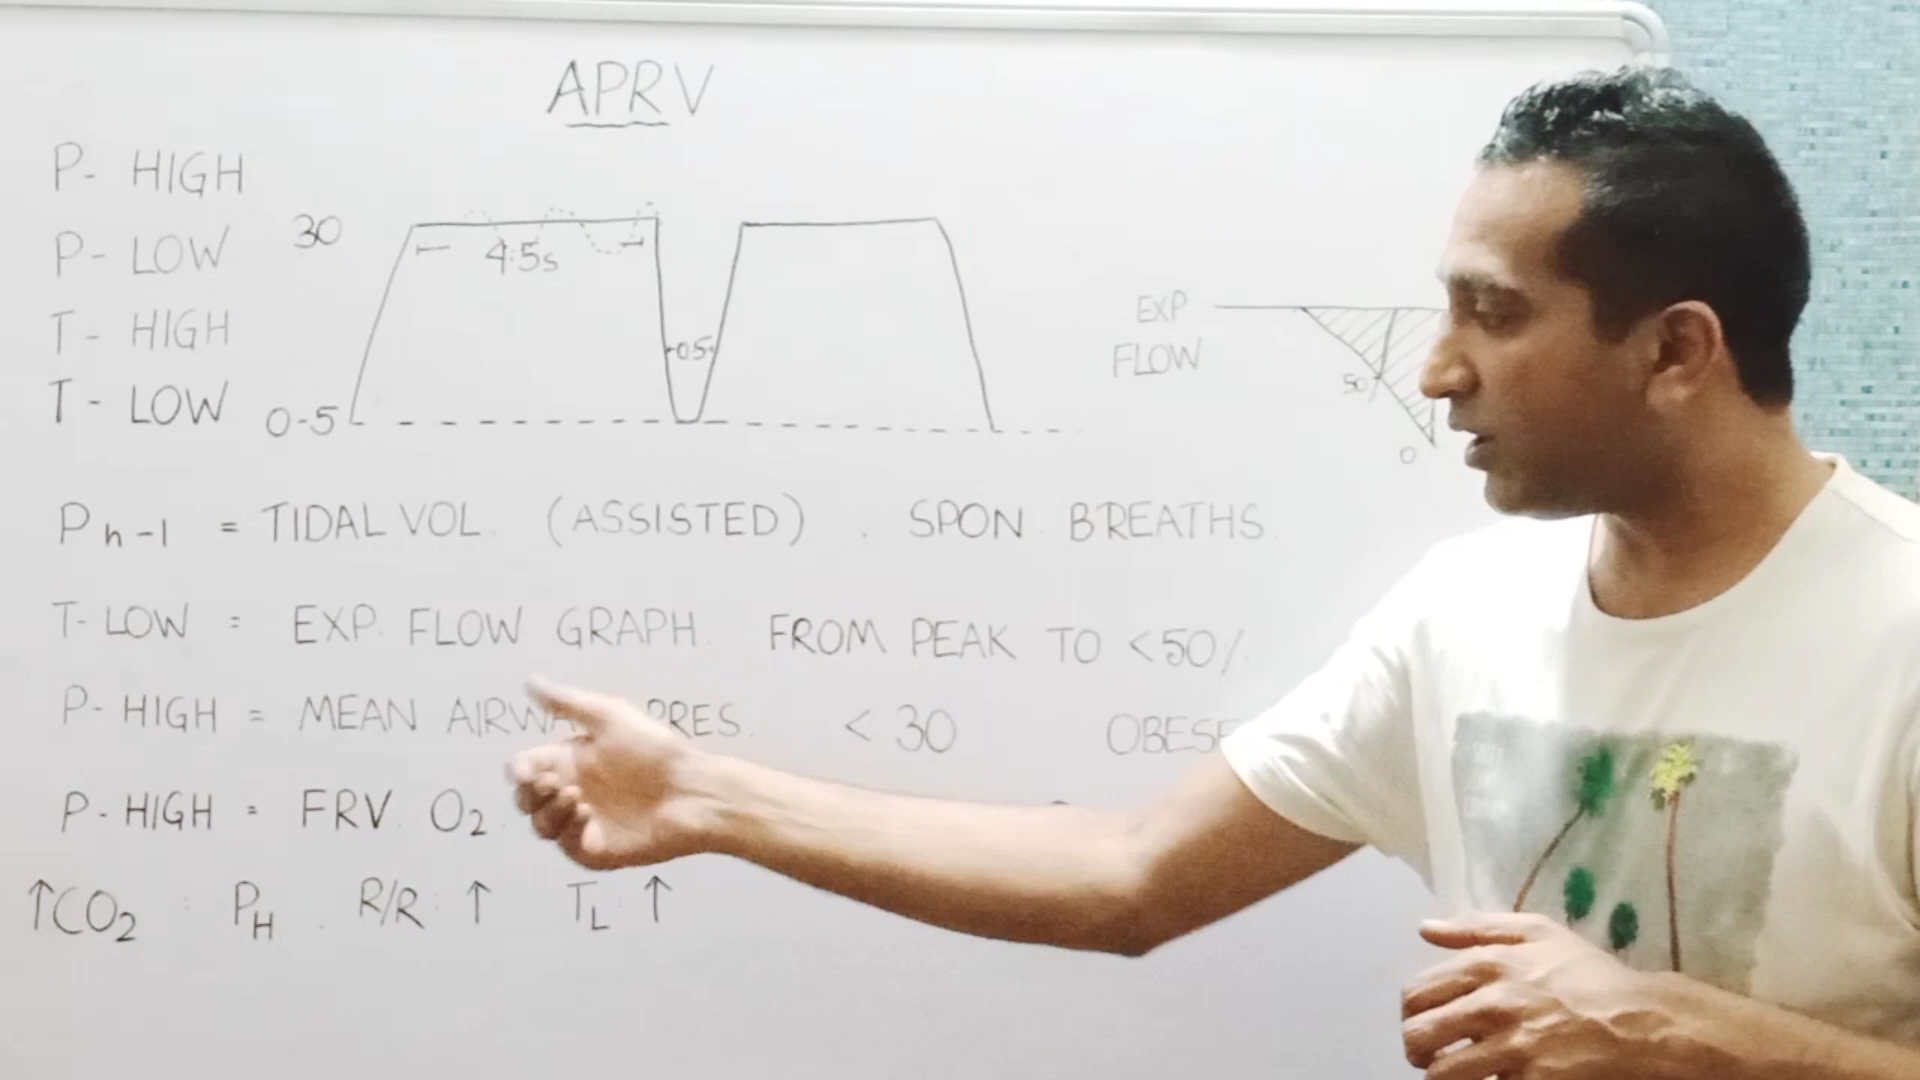 APRV
P- HIGH
P- LOW
T- HIGH
T- LOW
30
4.5s
0.5
0-5
EXP
FLOW
50%
0
Ph-l = TIDAL VOL. (ASSISTED). SPON BREATHS.
T-LOW = EXP. FLOW GRAPH. FROM PEAK TO <50%.
P-HIGH = MEAN PRES. < 30 OBESE
P-HIGH = FRV. O2
↑CO2 : PH . R/R: ↑ TL: ↑